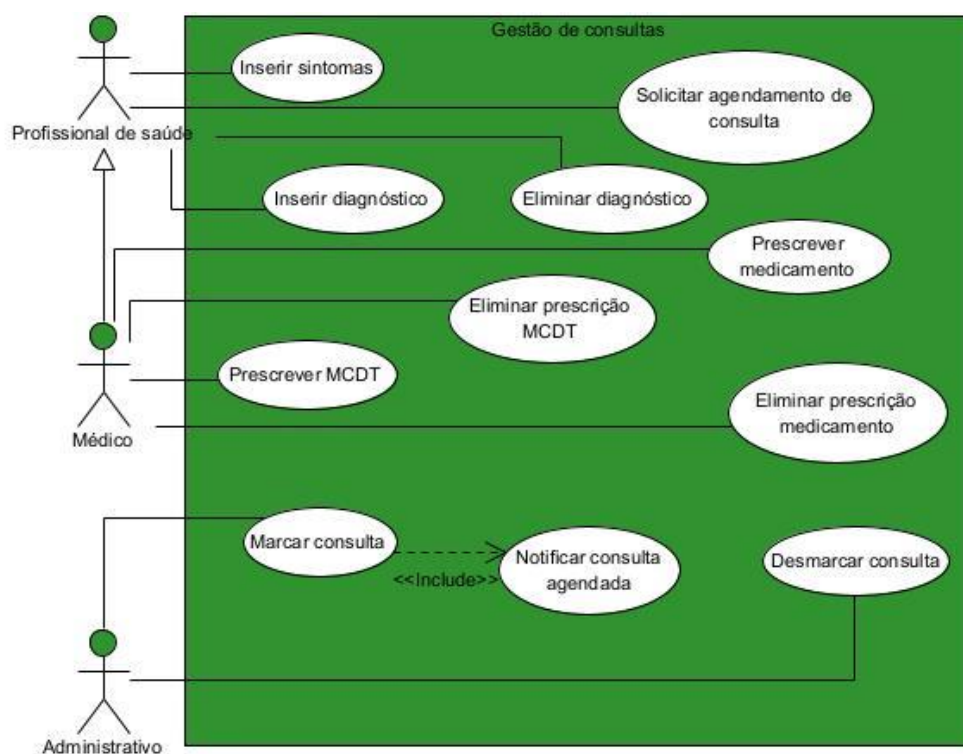 Gestão de consultas
Inserir sintomas
Solicitar agendamento de
consulta
Profissional de saúde
Inserir diagnóstico
Eliminar diagnóstico
Prescrever
medicamento
Eliminar prescrição
MCDT
Prescrever MCDT
Eliminar prescrição
medicamento
Médico
Marcar consulta
<<Include>>
Notificar consulta
agendada
Desmarcar consulta
Administrativo